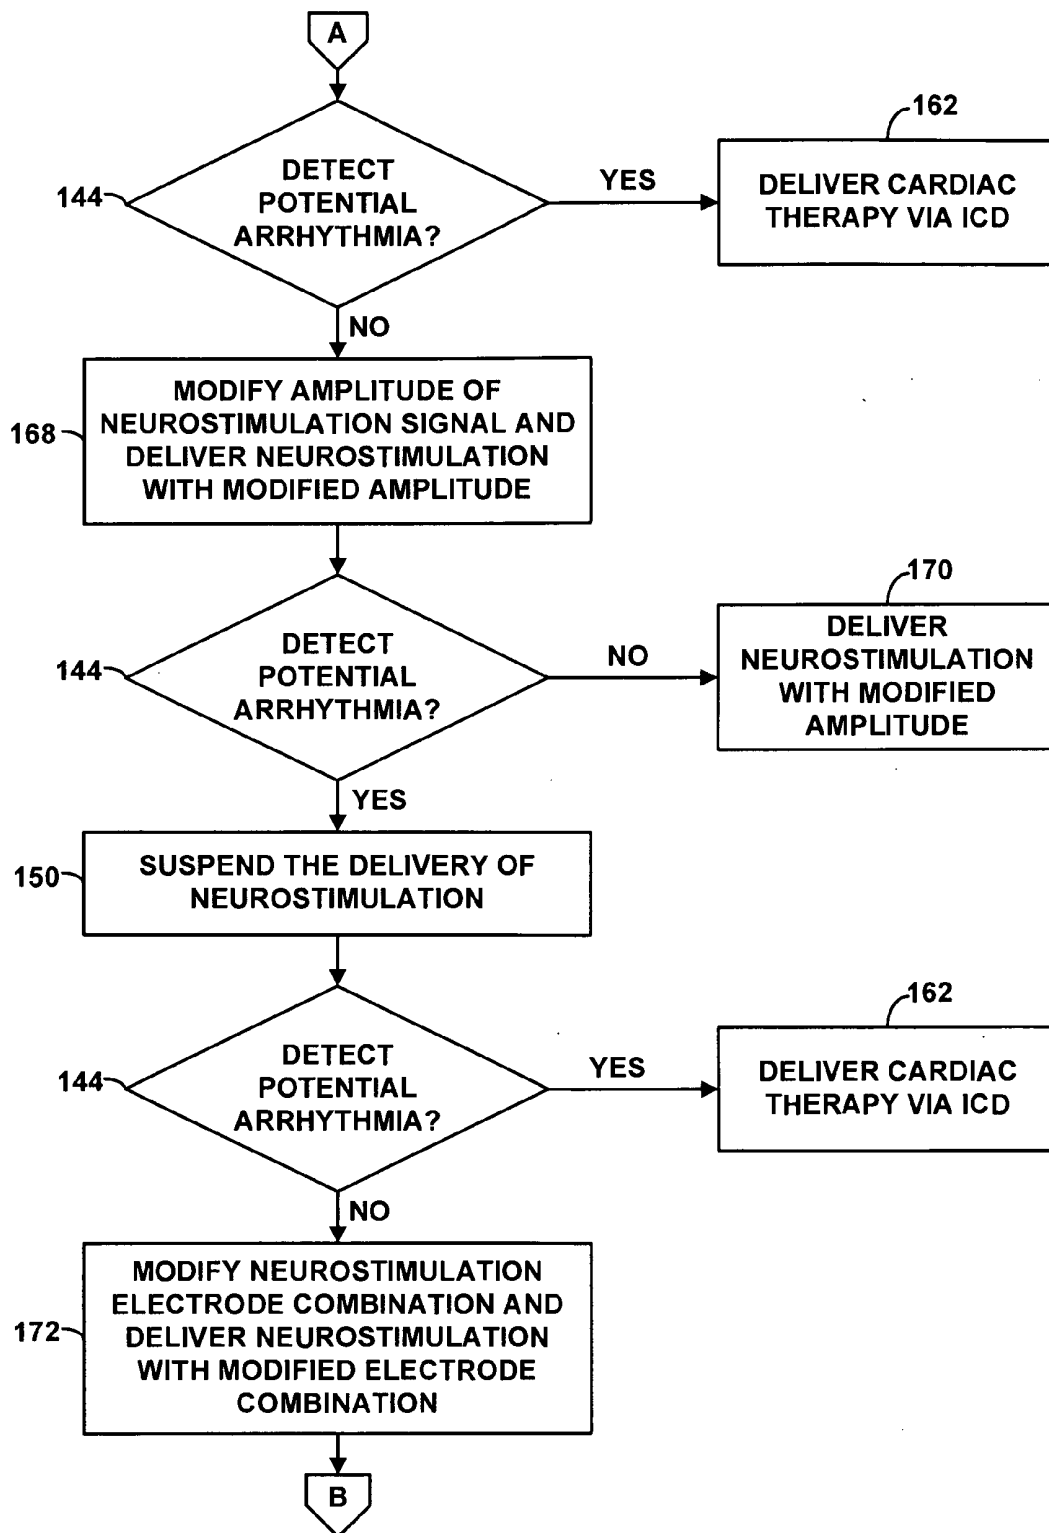 A
162
DETECT
POTENTIAL
ARRHYTHMIA?
144
YES
DELIVER CARDIAC
THERAPY VIA ICD
NO
MODIFY AMPLITUDE OF
NEUROSTIMULATION SIGNAL AND
DELIVER NEUROSTIMULATION
WITH MODIFIED AMPLITUDE
168
170
DETECT
POTENTIAL
ARRHYTHMIA?
144
NO
DELIVER
NEUROSTIMULATION
WITH MODIFIED
AMPLITUDE
YES
SUSPEND THE DELIVERY OF
NEUROSTIMULATION
150
162
DETECT
POTENTIAL
ARRHYTHMIA?
144
YES
DELIVER CARDIAC
THERAPY VIA ICD
NO
MODIFY NEUROSTIMULATION
ELECTRODE COMBINATION AND
DELIVER NEUROSTIMULATION
WITH MODIFIED ELECTRODE
COMBINATION
172
B